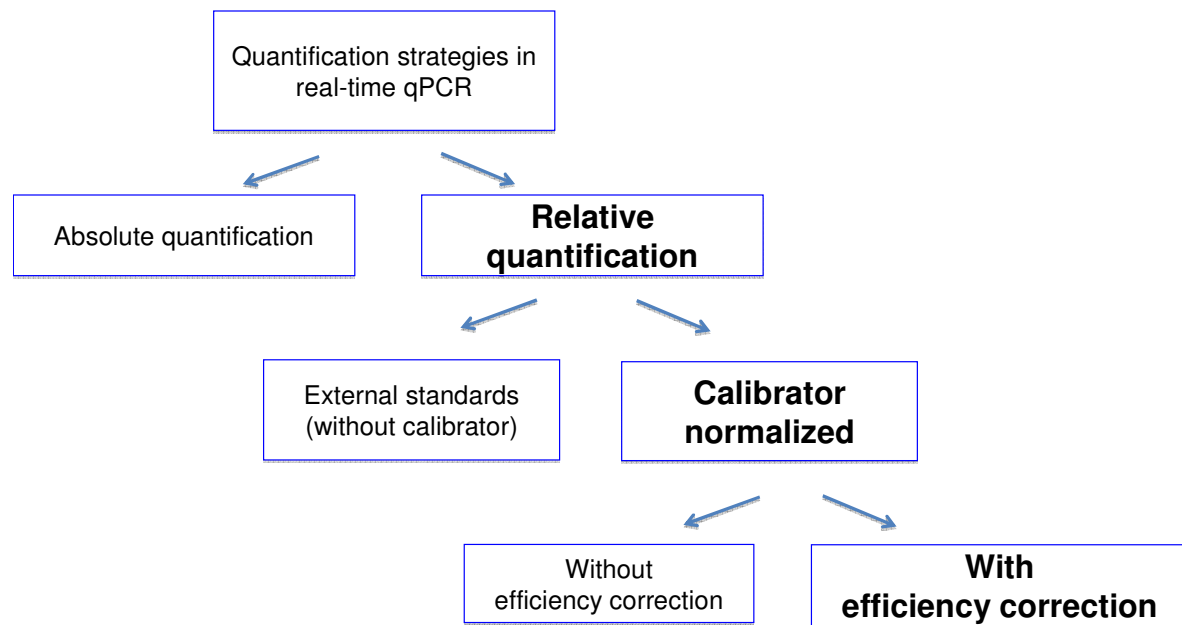 Quantification strategies in
real-time qPCR
Absolute quantification
Relative
quantification
External standards
(without calibrator)
Calibrator
normalized
Without
efficiency correction
With
efficiency correction